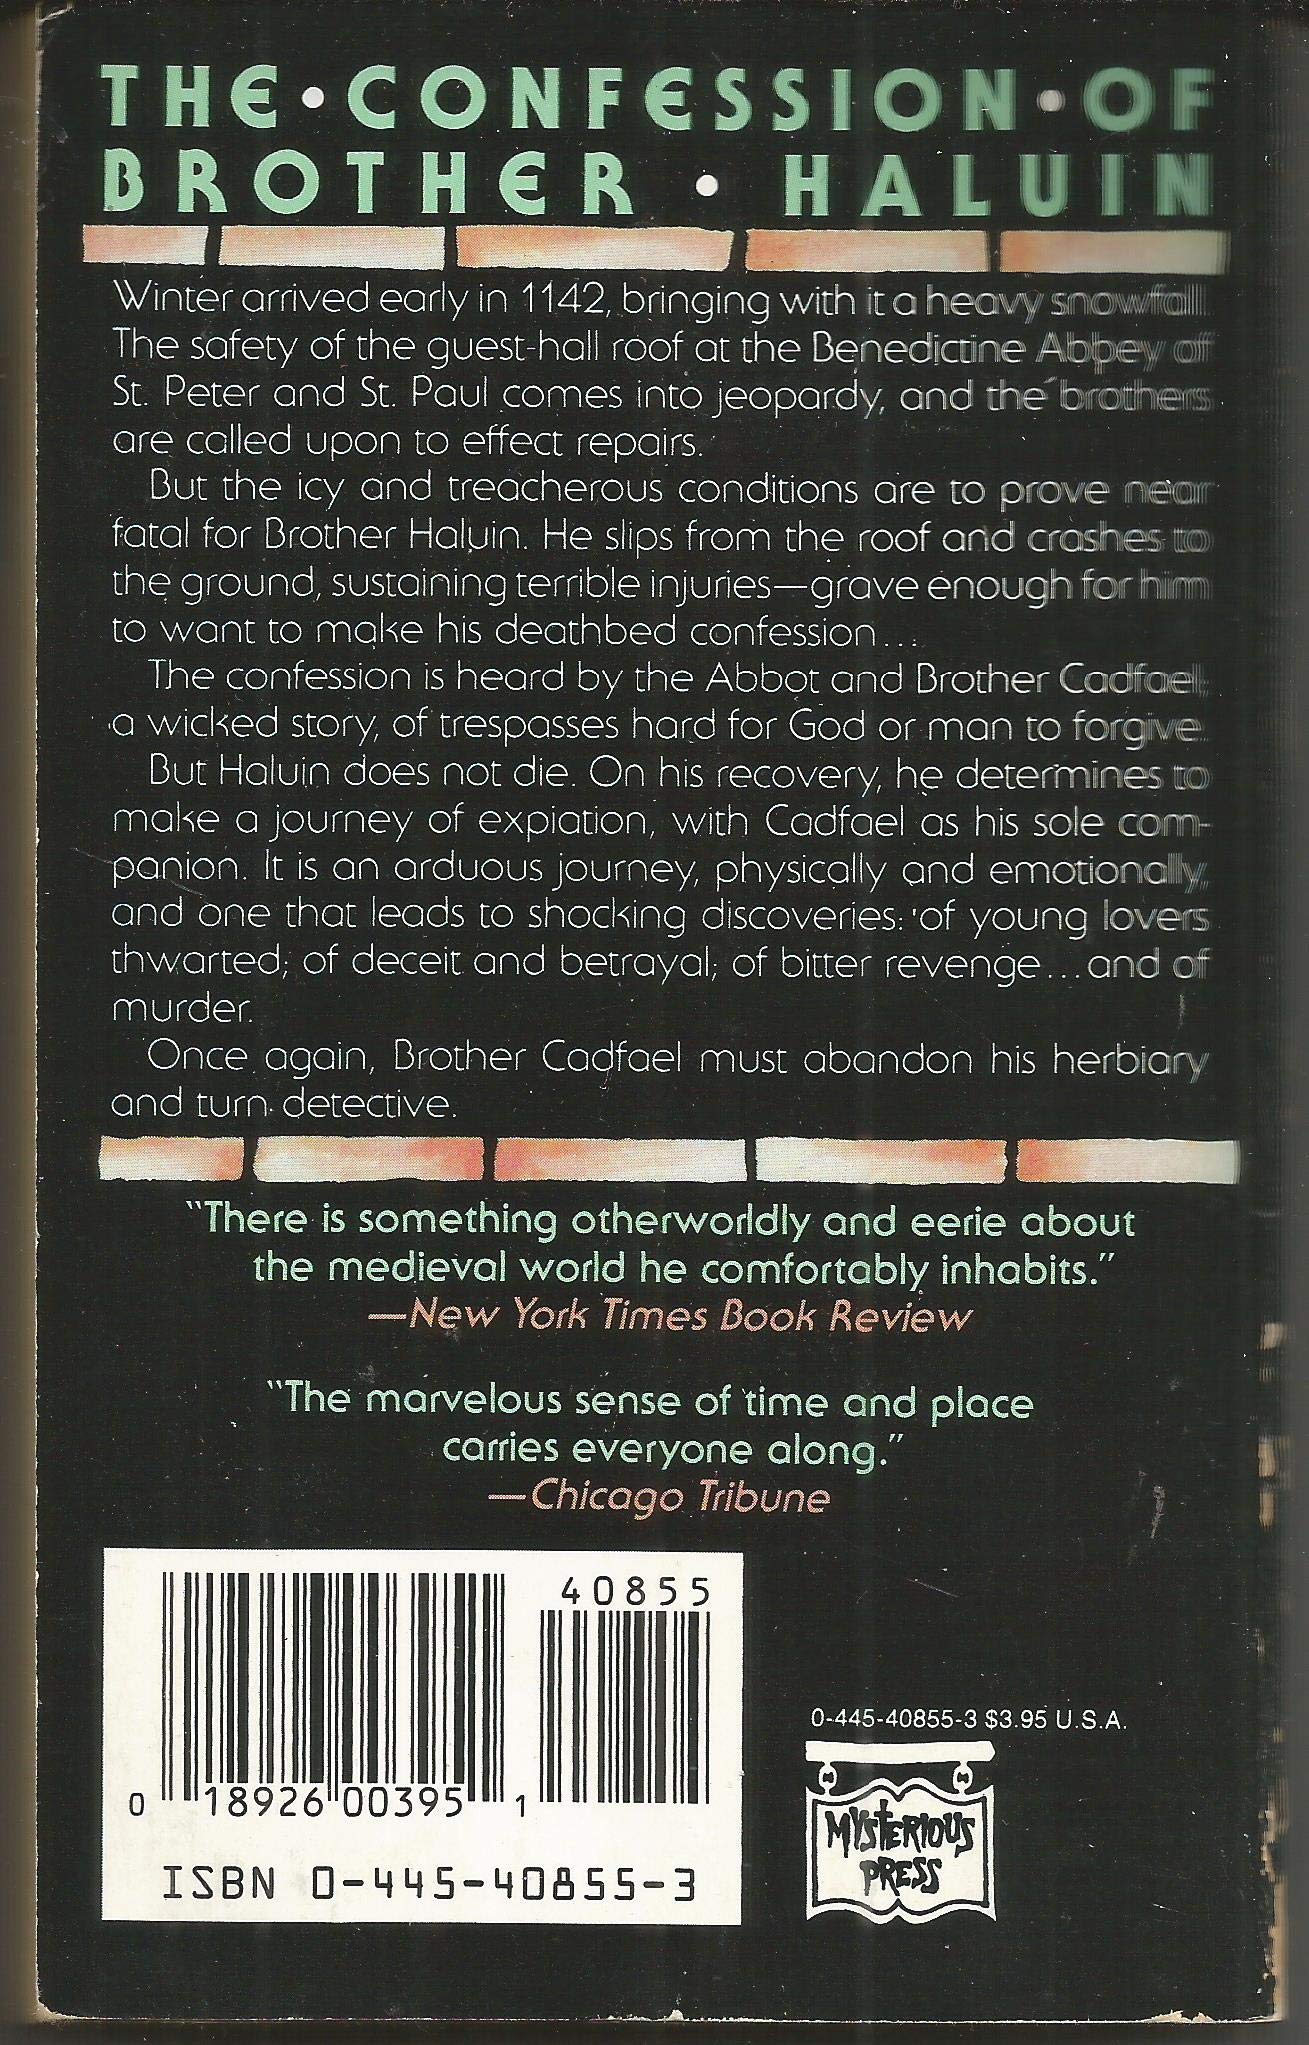 THE • CONFESSION • OF
BROTHER • HALUIN
Winter arrived early in 1142, bringing with it a heavy snowfall.
The safety of the guest-hall roof at the Benedictine Abbey of
St. Peter and St. Paul comes into jeopardy, and the brothers
are called upon to effect repairs.
But the icy and treacherous conditions are to prove near
fatal for Brother Haluin. He slips from the roof and crashes to
the ground, sustaining terrible injuries—grave enough for him
to want to make his deathbed confession...
The confession is heard by the Abbot and Brother Cadfael:
a wicked story, of trespasses hard for God or man to forgive.
But Haluin does not die. On his recovery, he determines to
make a journey of expiation, with Cadfael as his sole com-
panion. It is an arduous journey, physically and emotionally,
and one that leads to shocking discoveries: of young lovers
thwarted; of deceit and betrayal; of bitter revenge...and of
murder.
Once again, Brother Cadfael must abandon his herbiary
and turn detective.
"There is something otherworldly and eerie about
the medieval world he comfortably inhabits."
—New York Times Book Review
"The marvelous sense of time and place
carries everyone along."
—Chicago Tribune
40855
0 18926 00395 1
ISBN 0-445-40855-3
0-445-40855-3 $3.95 U.S.A.
MYSTERIOUS
PRESS